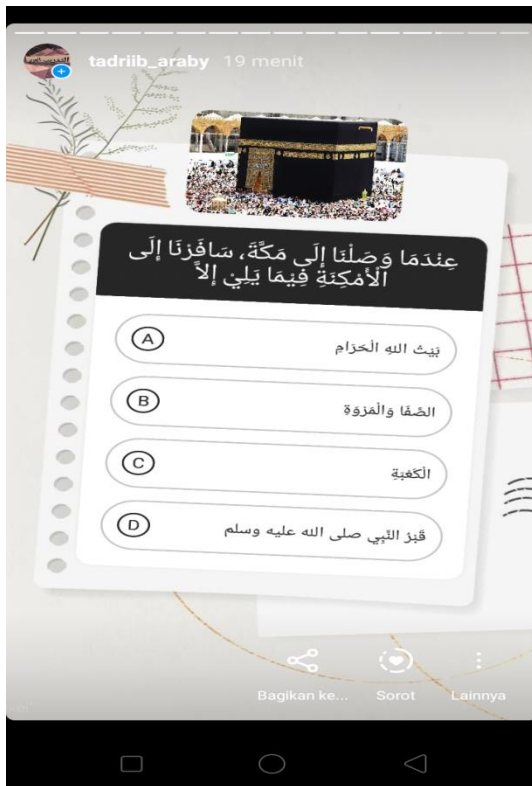 tadriib_araby 19 menit
عِنْدَمَا وَصَلْنَا إِلَى مَكَّةَ، سَافَرْنَا إِلَى
الْأَمْكِنَةِ فِيْمَا يَلِيْ إِلاَّ
A بَيْتُ اللهِ الْحَرَامِ
B الصَّفَا وَالْمَرْوَةِ
C الْكَعْبَةِ
D قَبْرُ النَّبِي صلى الله عليه وسلم
Bagikan ke... Sorot Lainnya